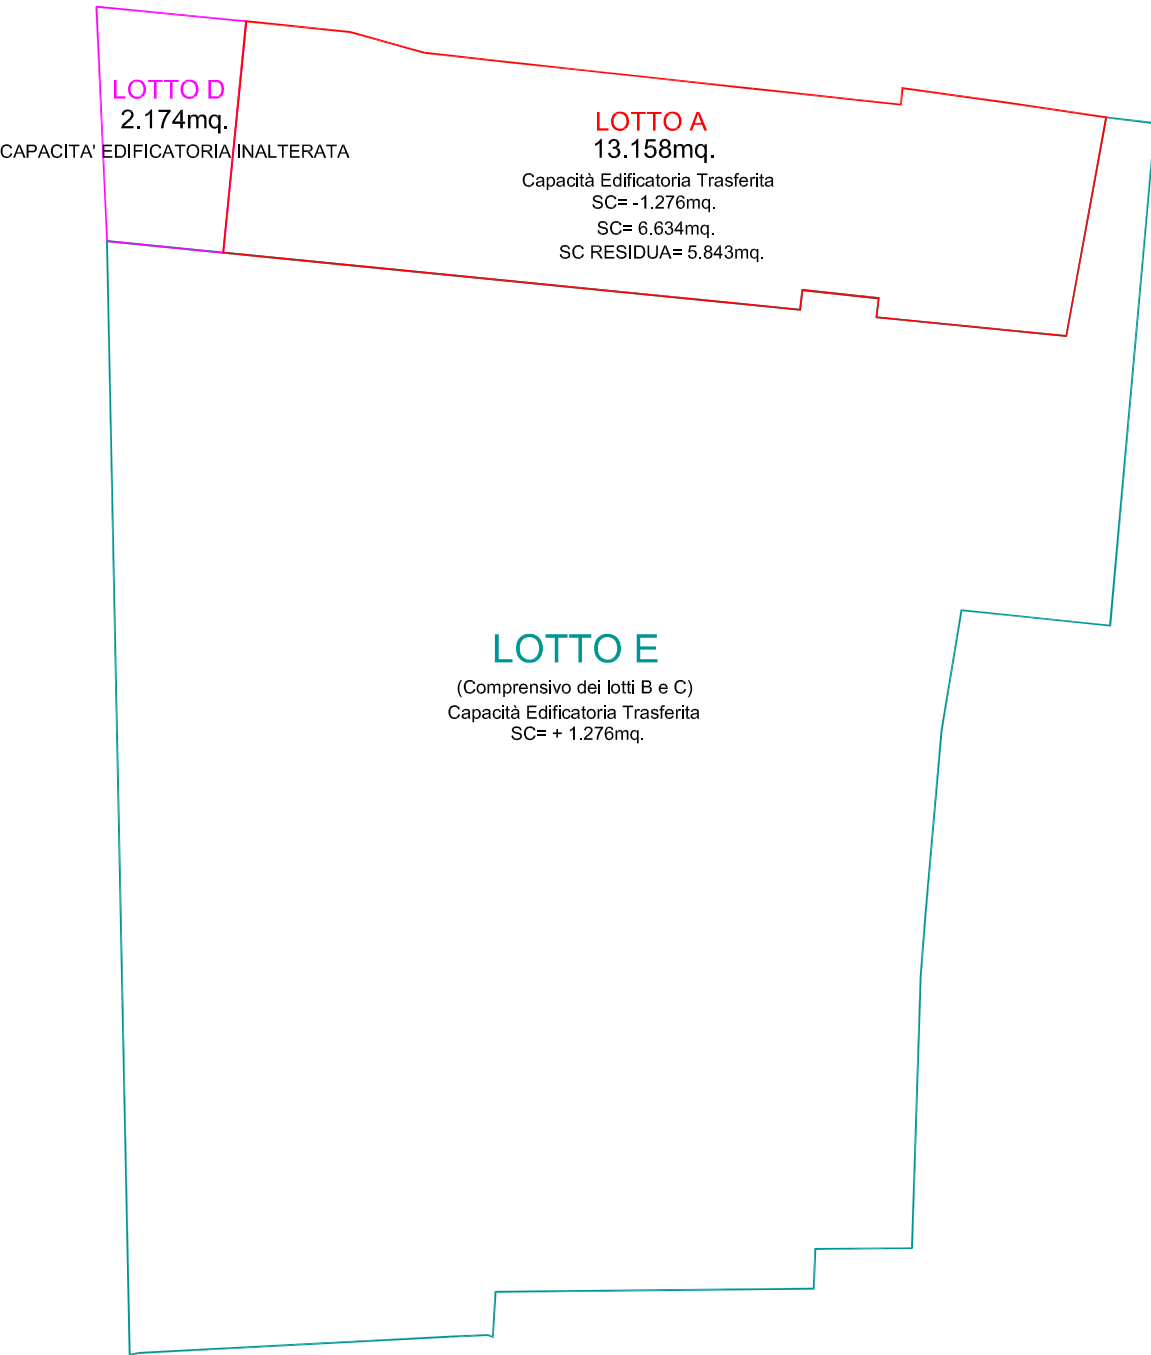 LOTTO D
2.174mq.
CAPACITA' EDIFICATORIA INALTERATA
LOTTO A
13.158mq.
Capacità Edificatoria Trasferita
SC= -1.276mq.
SC= 6.634mq.
SC RESIDUA= 5.843mq.
LOTTO E
(Comprensivo dei lotti B e C)
Capacità Edificatoria Trasferita
SC= + 1.276mq.